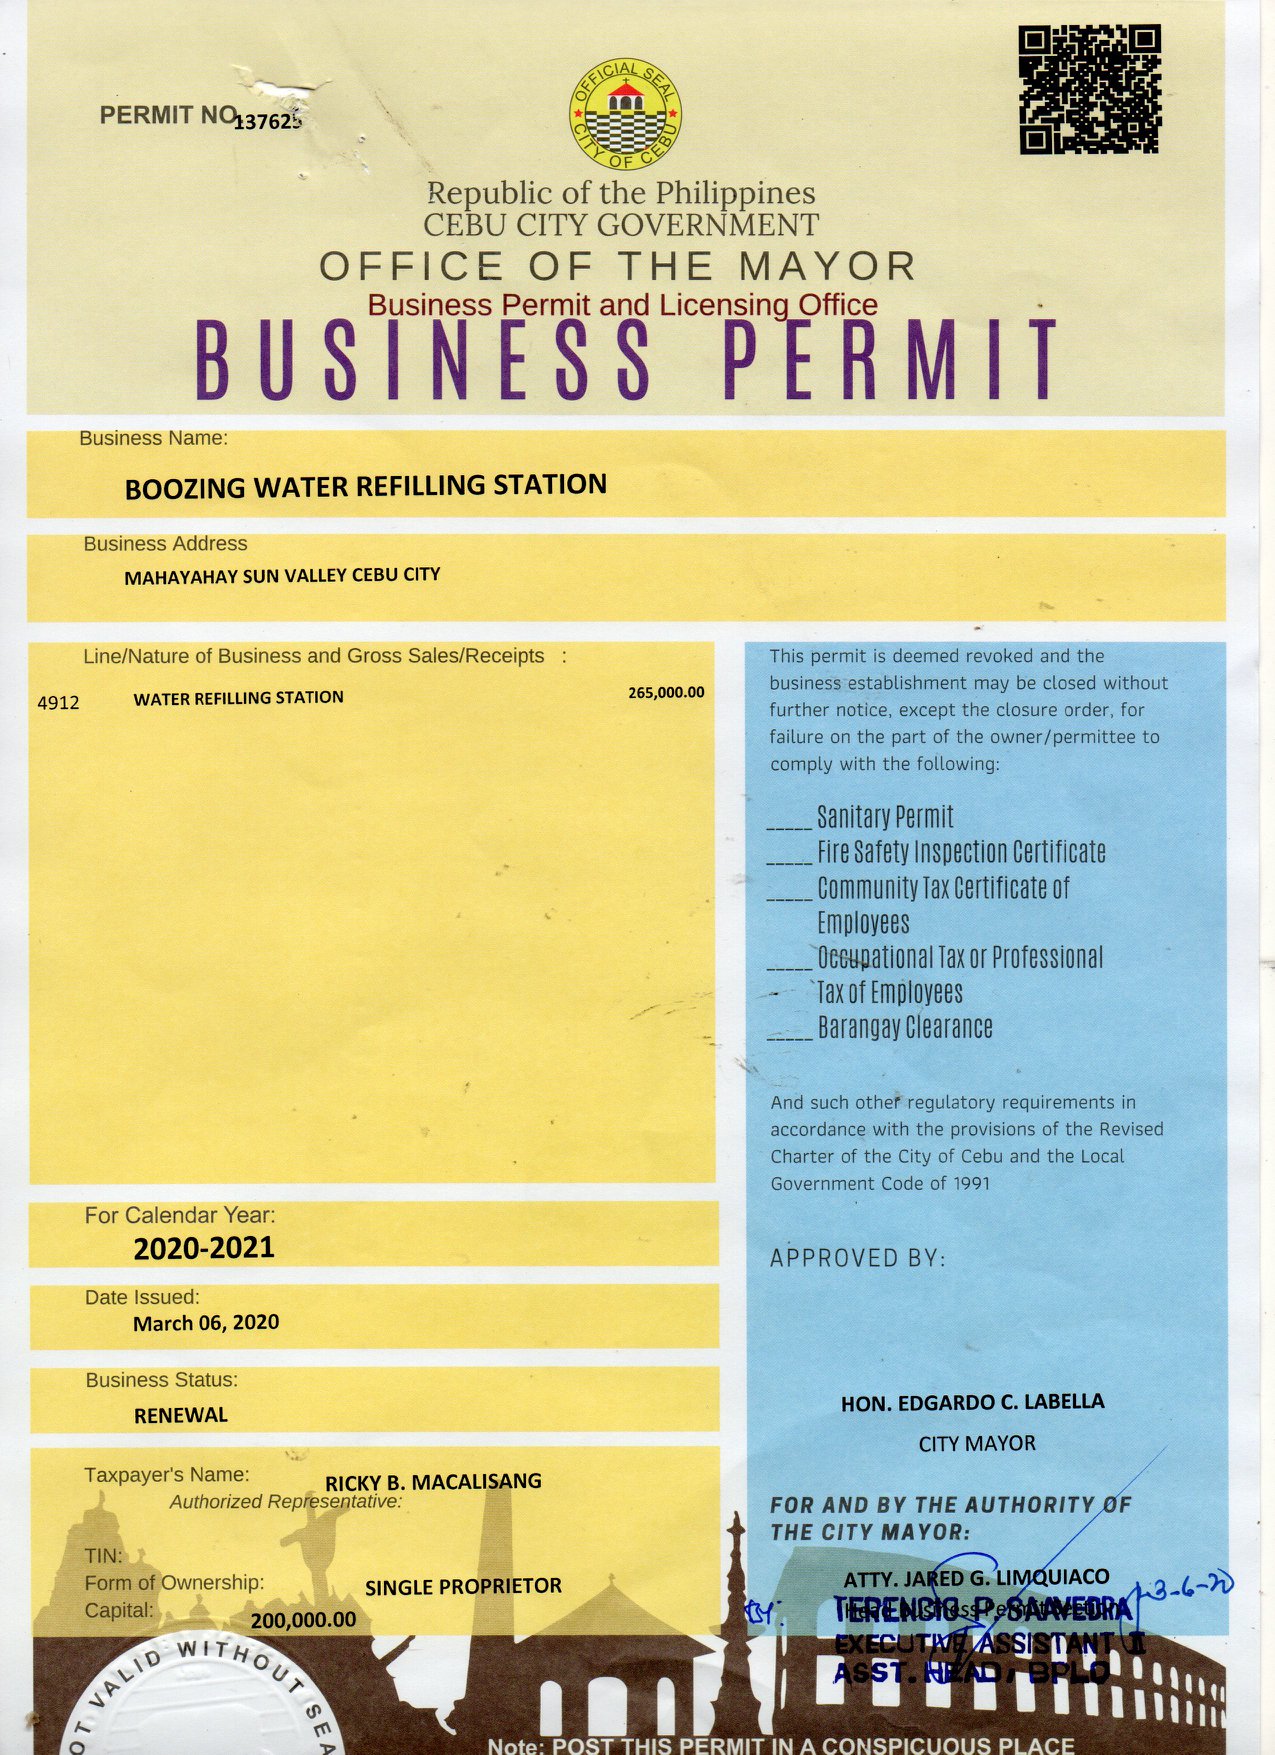 PERMIT NO. 137625
OFFICIAL SEAL
CITY OF CEBU
Republic of the Philippines
CEBU CITY GOVERNMENT
OFFICE OF THE MAYOR
Business Permit and Licensing Office
BUSINESS PERMIT
Business Name:
BOOZING WATER REFILLING STATION
Business Address
MAHAYAHAY SUN VALLEY CEBU CITY
Line/Nature of Business and Gross Sales/Receipts :
4912 WATER REFILLING STATION 265,000.00
For Calendar Year:
2020-2021
Date Issued:
March 06, 2020
Business Status:
RENEWAL
Taxpayer's Name: RICKY B. MACALISANG
Authorized Representative:
TIN:
Form of Ownership: SINGLE PROPRIETOR
Capital: 200,000.00
This permit is deemed revoked and the
business establishment may be closed without
further notice, except the closure order, for
failure on the part of the owner/permittee to
comply with the following:
_____ Sanitary Permit
_____ Fire Safety Inspection Certificate
_____ Community Tax Certificate of
Employees
_____ Occupational Tax or Professional
Tax of Employees
_____ Barangay Clearance
And such other regulatory requirements in
accordance with the provisions of the Revised
Charter of the City of Cebu and the Local
Government Code of 1991
APPROVED BY:
HON. EDGARDO C. LABELLA
CITY MAYOR
FOR AND BY THE AUTHORITY OF
THE CITY MAYOR:
ATTY. JARED G. LIMQUIACO
By: TERENCIO P. SAAVEDRA 3-6-20
EXECUTIVE ASSISTANT II
ASST. HEAD, BPLO
OT VALID WITHOUT SEA
Note: POST THIS PERMIT IN A CONSPICUOUS PLACE